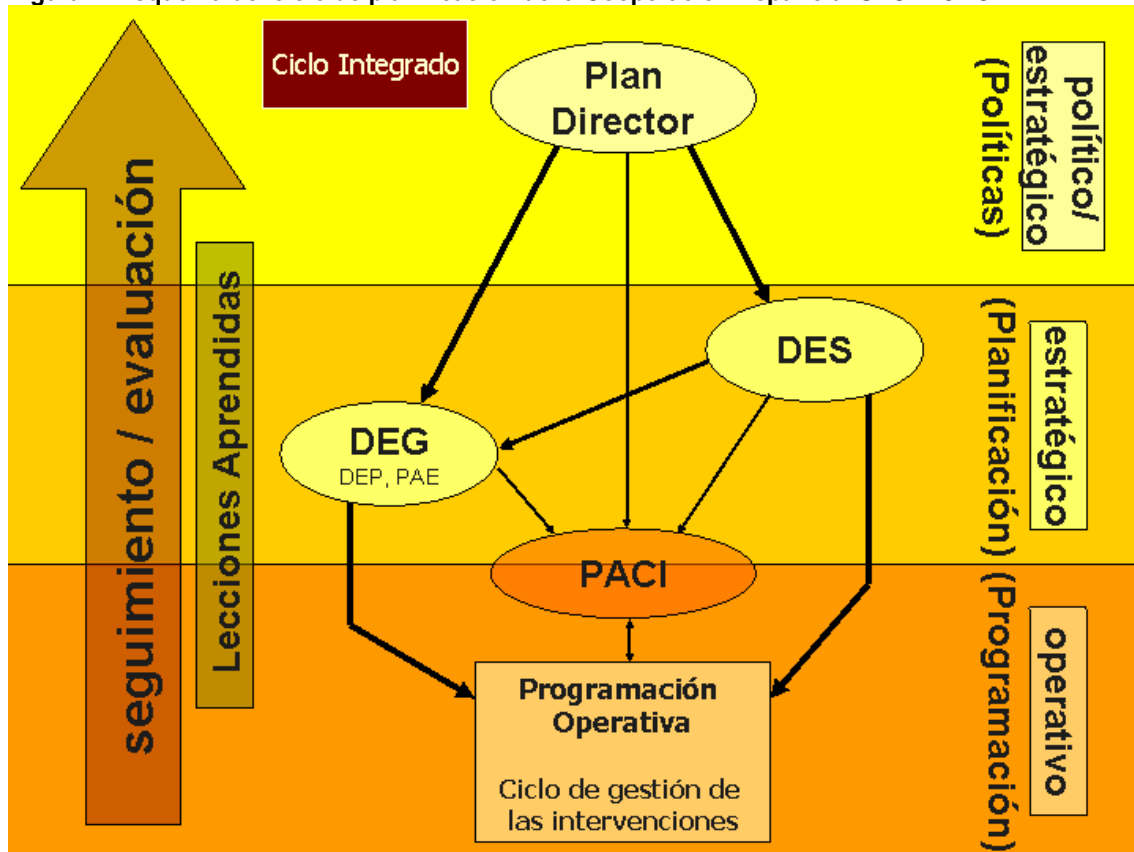 Ciclo Integrado
Plan
Director
político/
estratégico
(Políticas)
seguimiento / evaluación
Lecciones Aprendidas
DES
estratégico
(Planificación)
DEG
DEP, PAE
PACI
operativo
(Programación)
Programación
Operativa
Ciclo de gestión de
las intervenciones